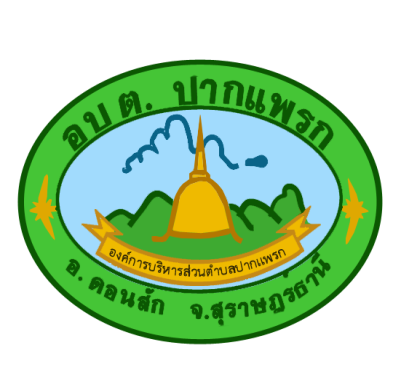 อบต. ปากแพรก
องค์การบริหารส่วนตำบลปากแพรก
อ. ดอนสัก จ.สุราษฎร์ธานี